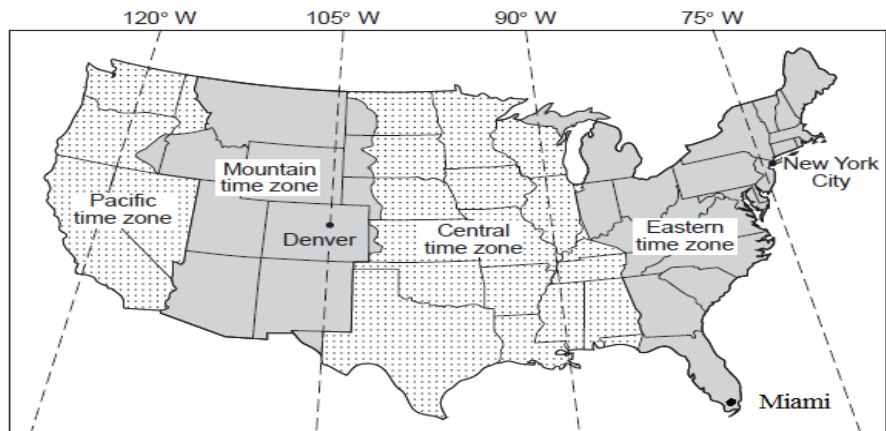 120° W 105° W 90° W 75° W
New York
City
Mountain
time zone
Pacific
time zone
Denver
Central
time zone
Eastern
time zone
Miami